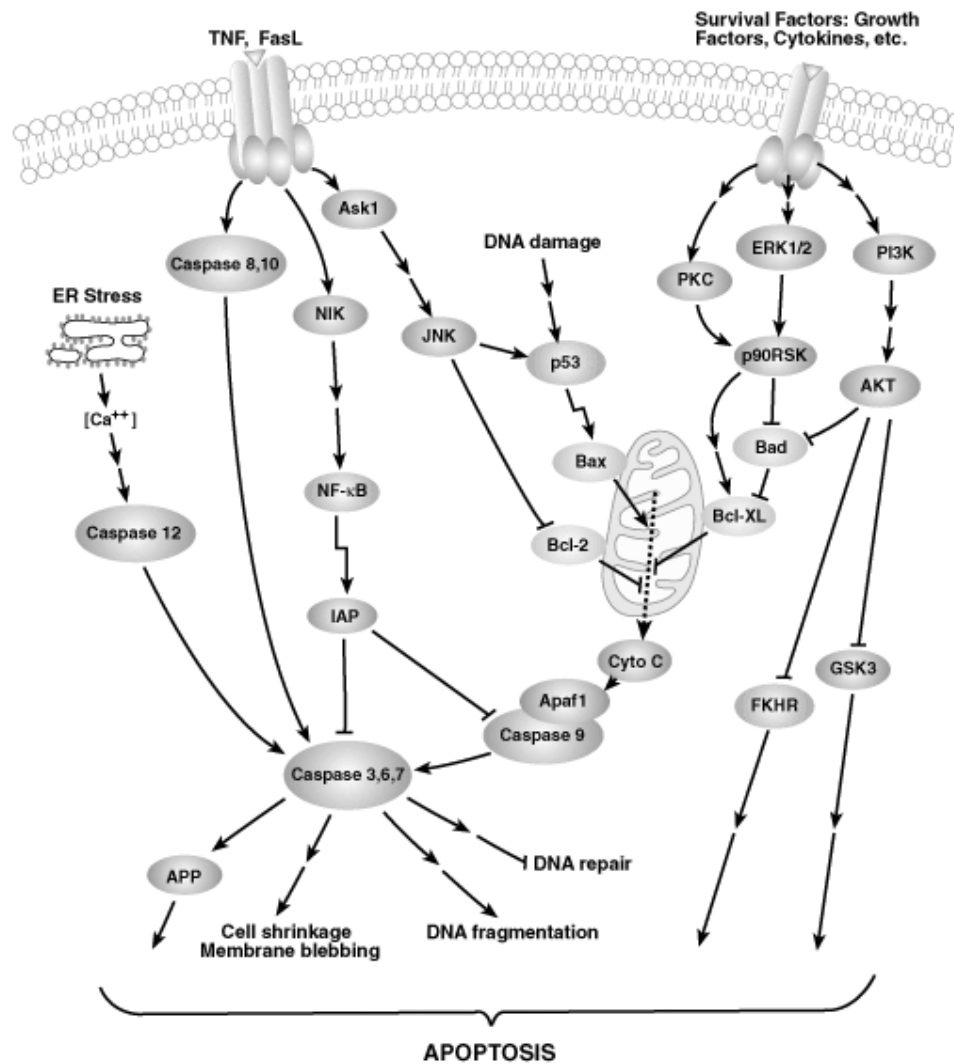 TNF, FasL
Survival Factors: Growth
Factors, Cytokines, etc.
Ask1
DNA damage
ERK1/2
PI3K
Caspase 8,10
PKC
ER Stress
NIK
JNK
p53
p90RSK
AKT
[Ca++]
Bad
Bax
NF-κB
Bcl-XL
Caspase 12
Bcl-2
IAP
Cyto C
GSK3
Apaf1
FKHR
Caspase 9
Caspase 3,6,7
DNA repair
APP
Cell shrinkage
Membrane blebbing
DNA fragmentation
APOPTOSIS